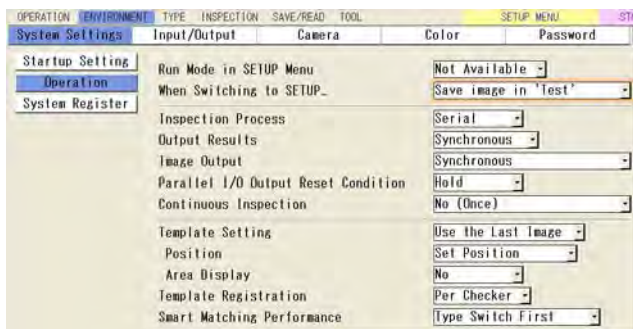 OPERATION ENVIRONMENT TYPE INSPECTION SAVE/READ TOOL SETUP MENU
System Settings Input/Output Camera Color Password
Startup Setting
Operation
System Register
Run Mode in SETUP Menu Not Available
When Switching to SETUP_ Save image in 'Test'
Inspection Process Serial
Output Results Synchronous
Image Output Synchronous
Parallel I/O Output Reset Condition Hold
Continuous Inspection No (Once)
Template Setting Use the Last Image
Position Set Position
Area Display No
Template Registration Per Checker
Smart Matching Performance Type Switch First